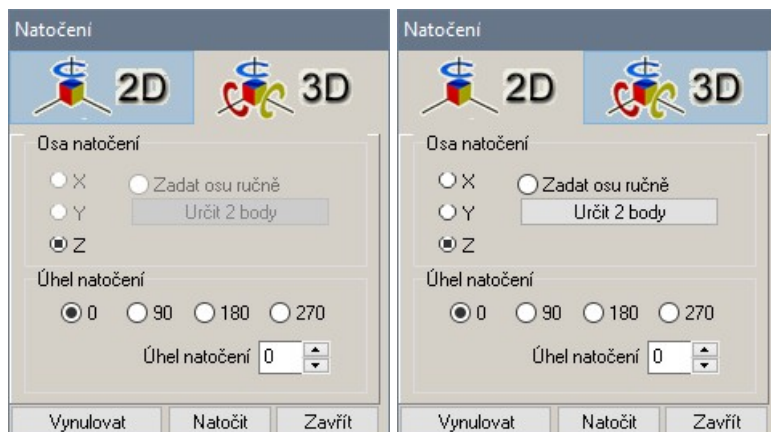 Natočení
2D 3D
Osa natočení
X Zadat osu ručně
Y Určit 2 body
Z
Úhel natočení
0 90 180 270
Úhel natočení 0
Vynulovat Natočit Zavřít
Natočení
2D 3D
Osa natočení
X Zadat osu ručně
Y Určit 2 body
Z
Úhel natočení
0 90 180 270
Úhel natočení 0
Vynulovat Natočit Zavřít